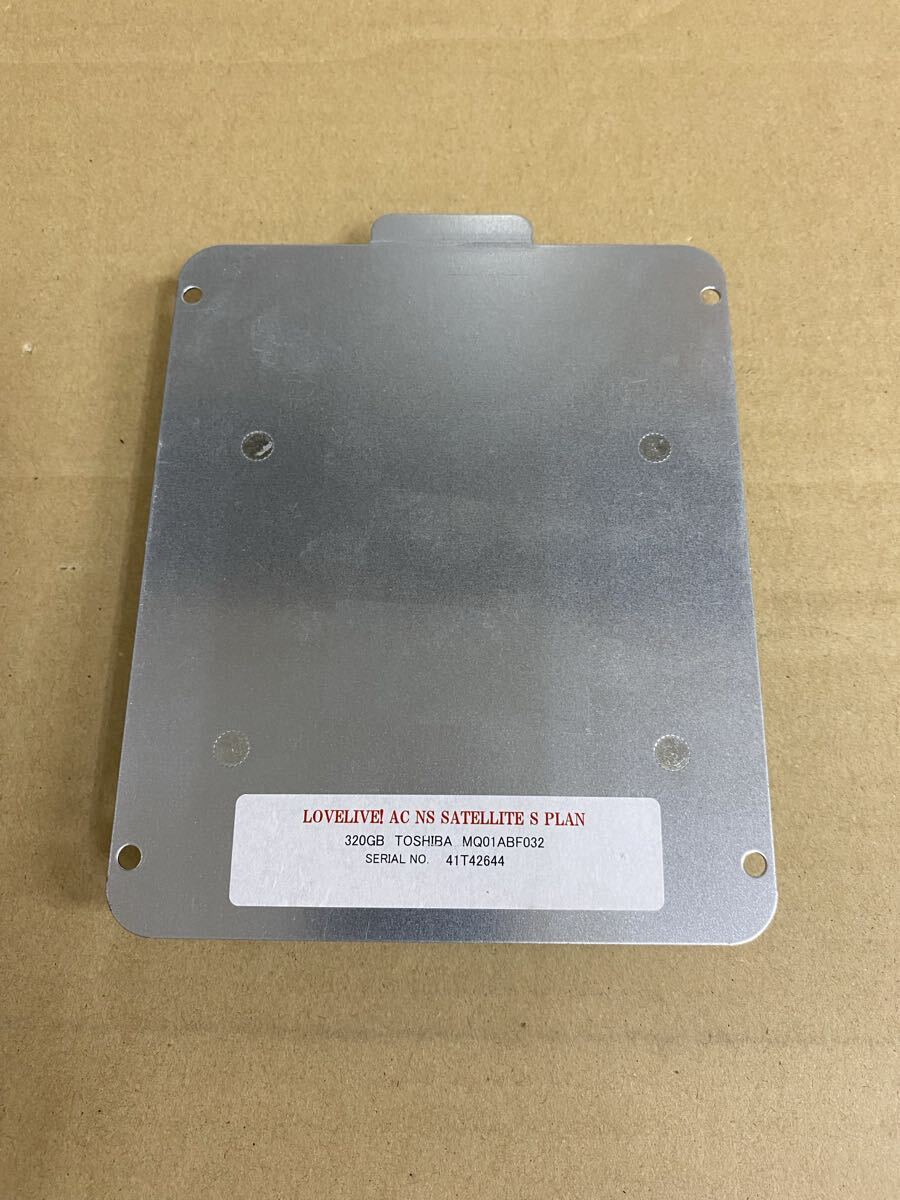 LOVELIVE! AC NS SATELLITE S PLAN
320GB TOSHIBA MQ01ABF032
SERIAL NO. 41T42644